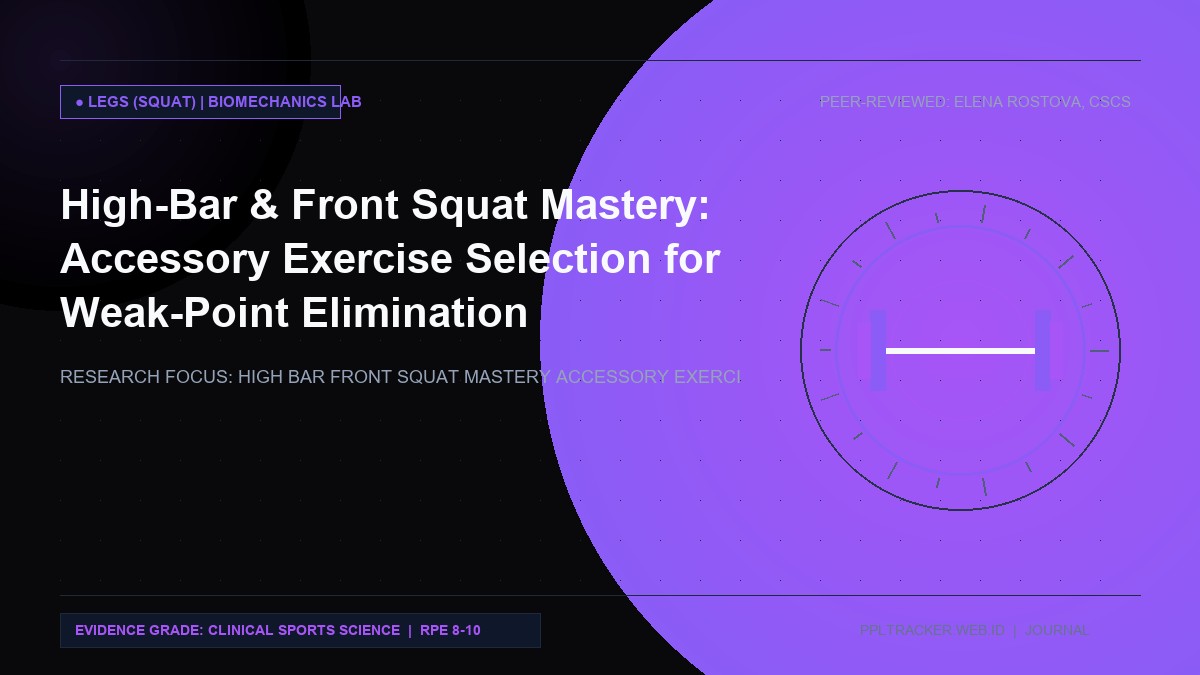 ● LEGS (SQUAT) | BIOMECHANICS LAB
PEER-REVIEWED: ELENA ROSTOVA, CSCS
High-Bar & Front Squat Mastery:
Accessory Exercise Selection for
Weak-Point Elimination
RESEARCH FOCUS: HIGH BAR FRONT SQUAT MASTERY ACCESSORY EXERCI
EVIDENCE GRADE: CLINICAL SPORTS SCIENCE | RPE 8-10
PPLTRACKER WEB ID | JOURNAL